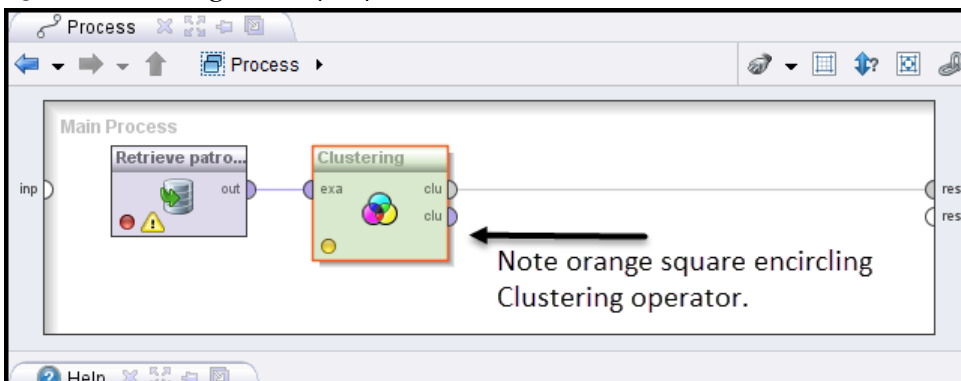 Process
Process
Main Process
Retrieve patro...
Clustering
inp
out
exa
clu
res
clu
res
Note orange square encircling
Clustering operator.
Help